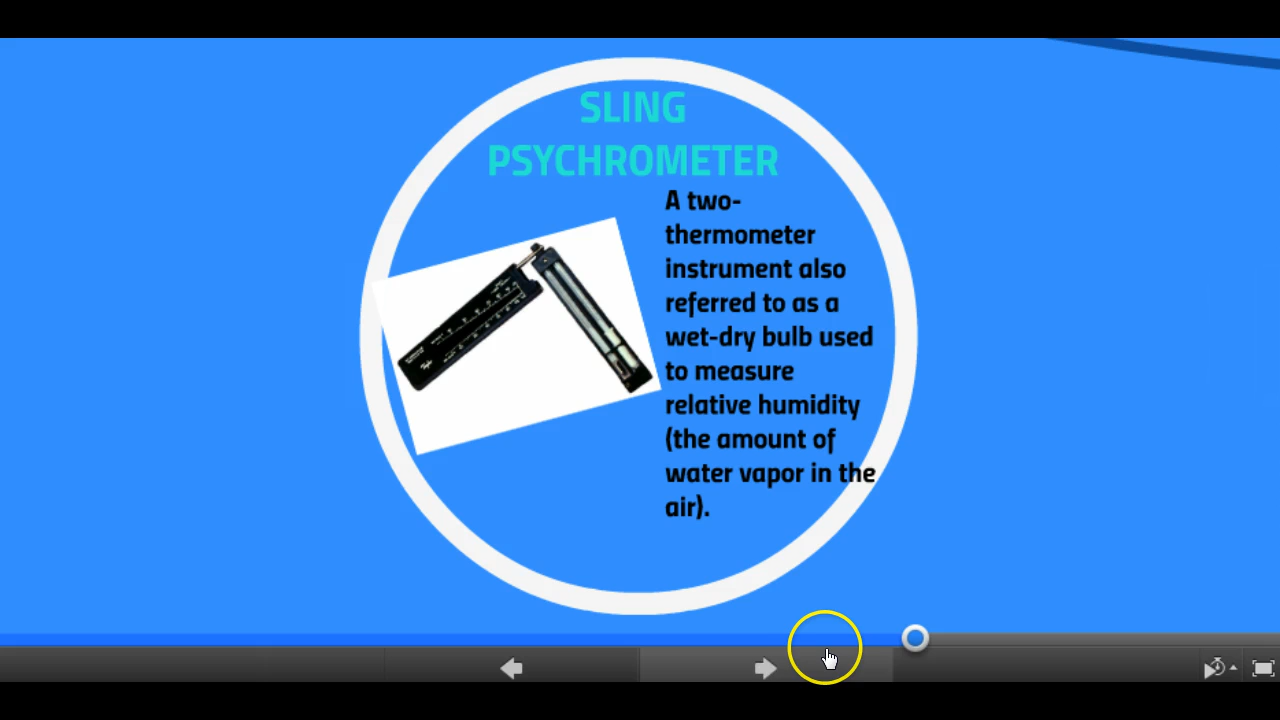 SLING
PSYCHROMETER
A two-
thermometer
instrument also
referred to as a
wet-dry bulb used
to measure
relative humidity
(the amount of
water vapor in the
air).